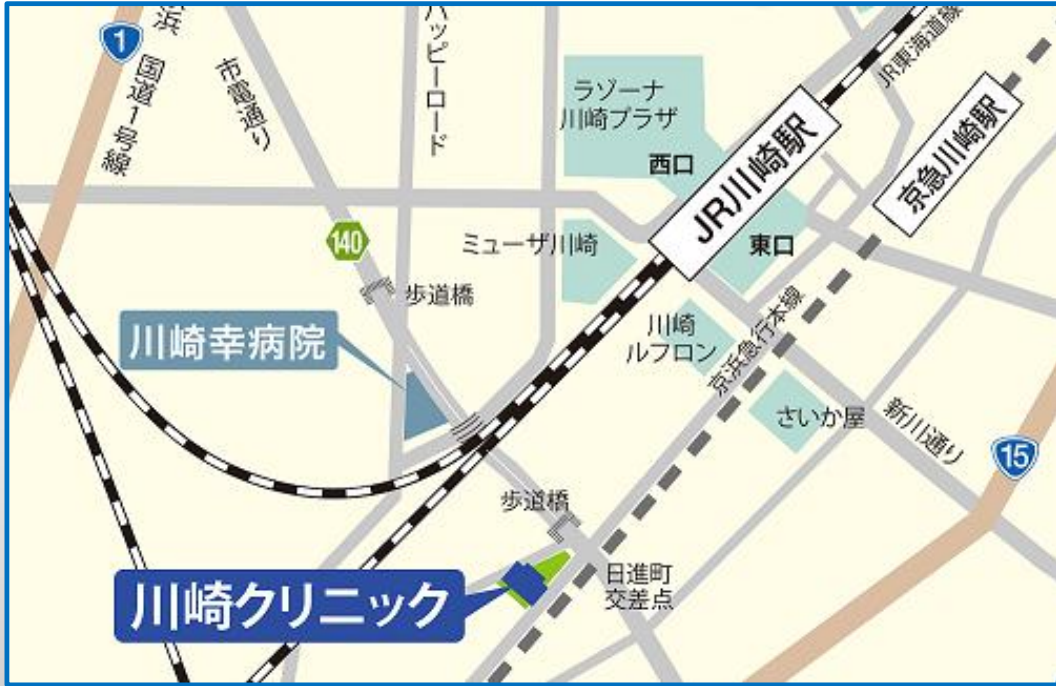 浜
1
国道1号線
市電通り
ハッピーロード
JR東海道線
ラゾーナ
川崎プラザ
西口
JR川崎駅
京急川崎駅
東口
ミューザ川崎
140
歩道橋
川崎幸病院
川崎
ルフロン
京浜急行本線
さいか屋
新川通り
15
歩道橋
日進町
交差点
川崎クリニック